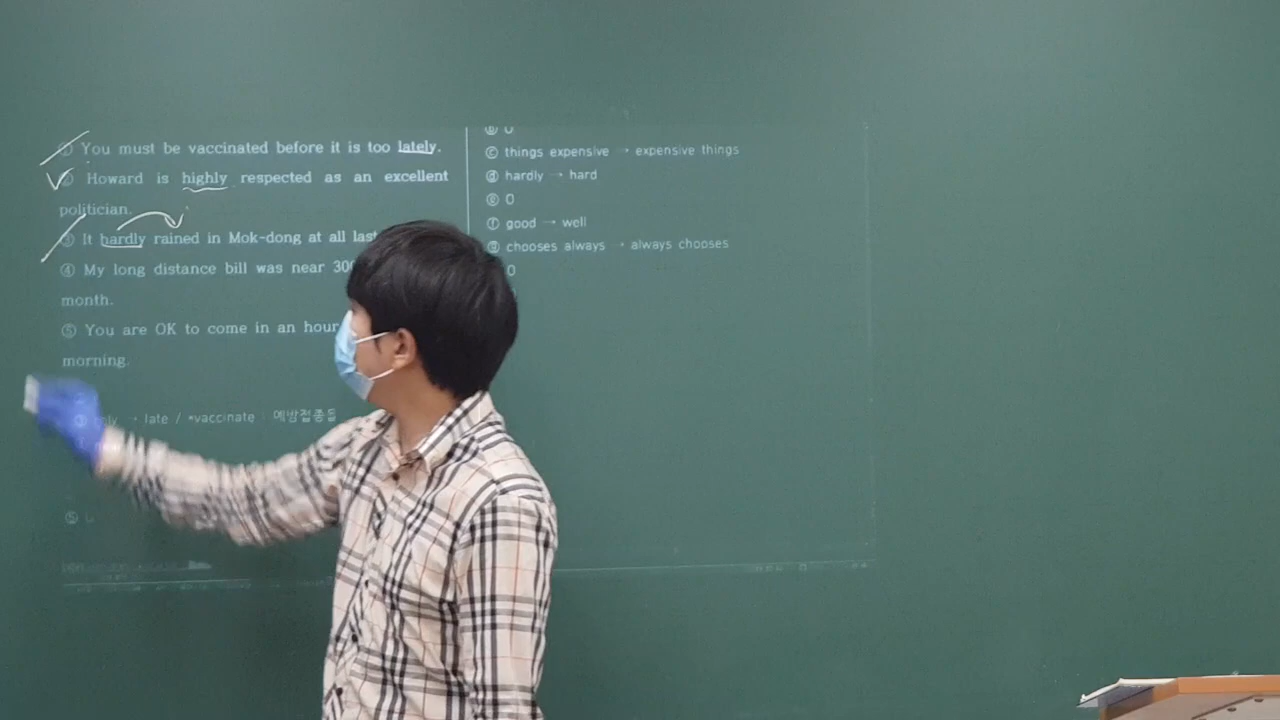 ① You must be vaccinated before it is too lately.
② Howard is highly respected as an excellent
politician.
③ It hardly rained in Mok-dong at all last
④ My long distance bill was near 300
month.
⑤ You are OK to come in an hour
morning.
→ late / *vaccinate : 예방접종을
⑤
ⓑ O
ⓒ things expensive → expensive things
ⓓ hardly → hard
ⓔ O
ⓕ good → well
ⓖ chooses always → always chooses
O